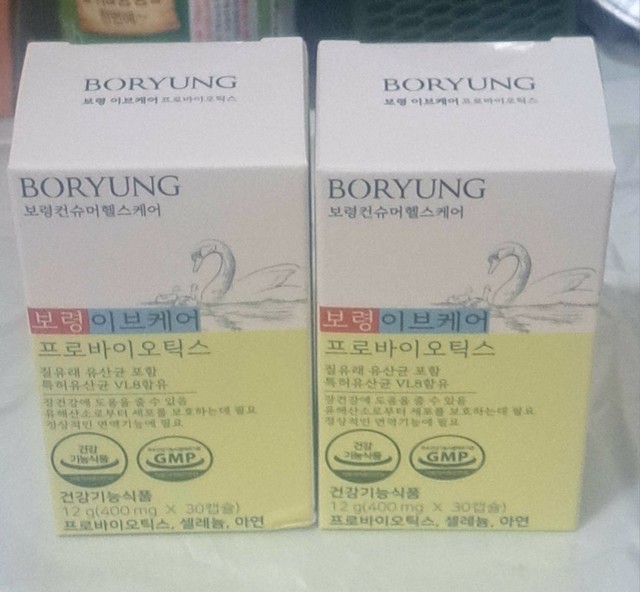 BORYUNG
보령 이브케어 프로바이오틱스
BORYUNG
보령컨슈머헬스케어
보령 이브케어
프로바이오틱스
질유래 유산균 포함
특허유산균 VL8함유
장건강에 도움을 줄 수 있음
유해산소로부터 세포를 보호하는데 필요
정상적인 면역기능에 필요
건강
기능식품
GMP
건강기능식품
12 g(400 mg X 30캡슐)
프로바이오틱스, 셀레늄, 아연
BORYUNG
보령 이브케어 프로바이오틱스
BORYUNG
보령컨슈머헬스케어
보령 이브케어
프로바이오틱스
질유래 유산균 포함
특허유산균 VL8함유
장건강에 도움을 줄 수 있음
유해산소로부터 세포를 보호하는데 필요
정상적인 면역기능에 필요
건강
기능식품
GMP
건강기능식품
12 g(400 mg X 30캡슐)
프로바이오틱스, 셀레늄, 아연